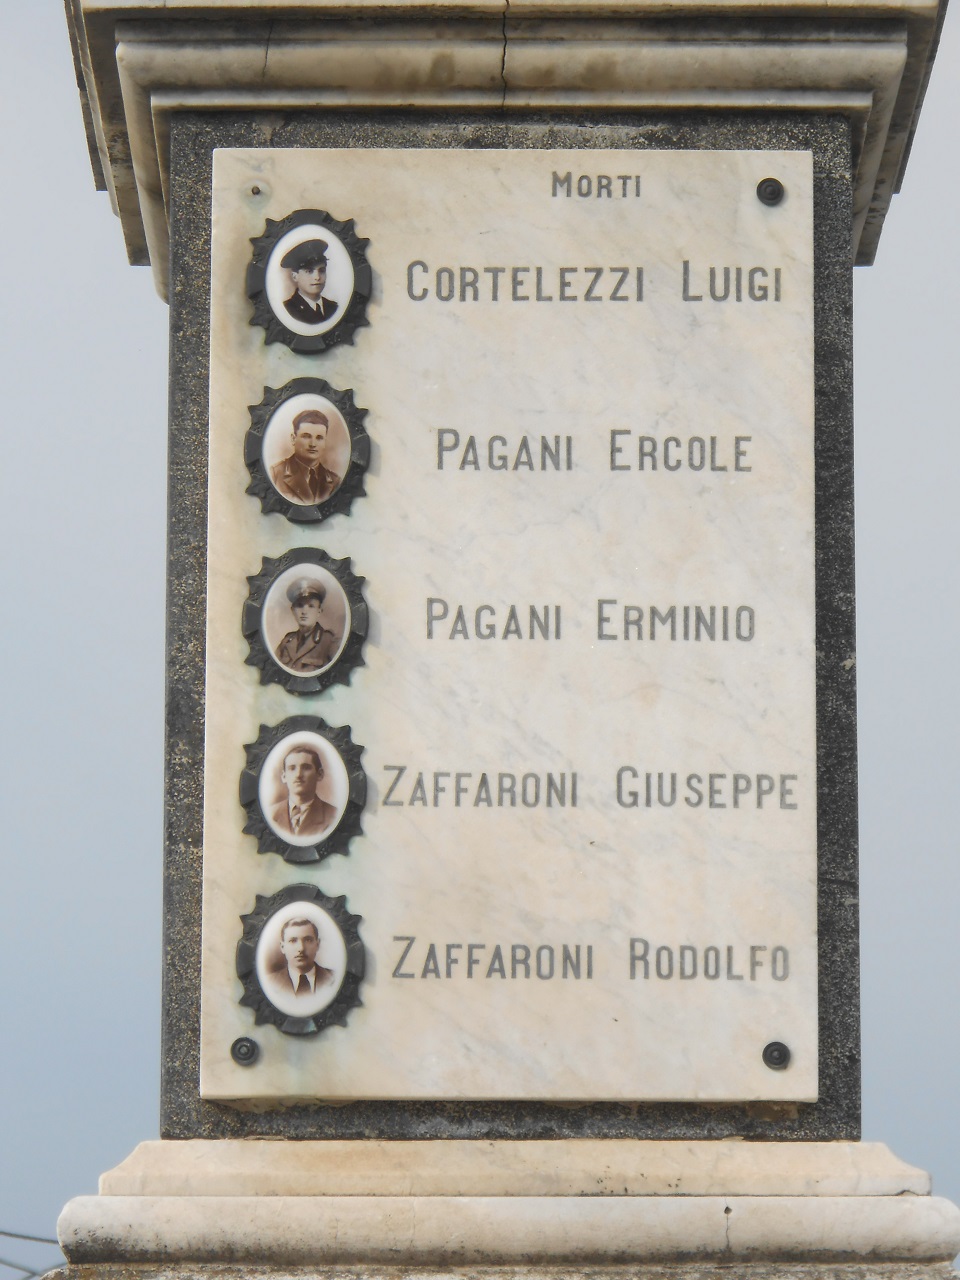 MORTI
CORTELEZZI LUIGI
PAGANI ERCOLE
PAGANI ERMINIO
ZAFFARONI GIUSEPPE
ZAFFARONI RODOLFO